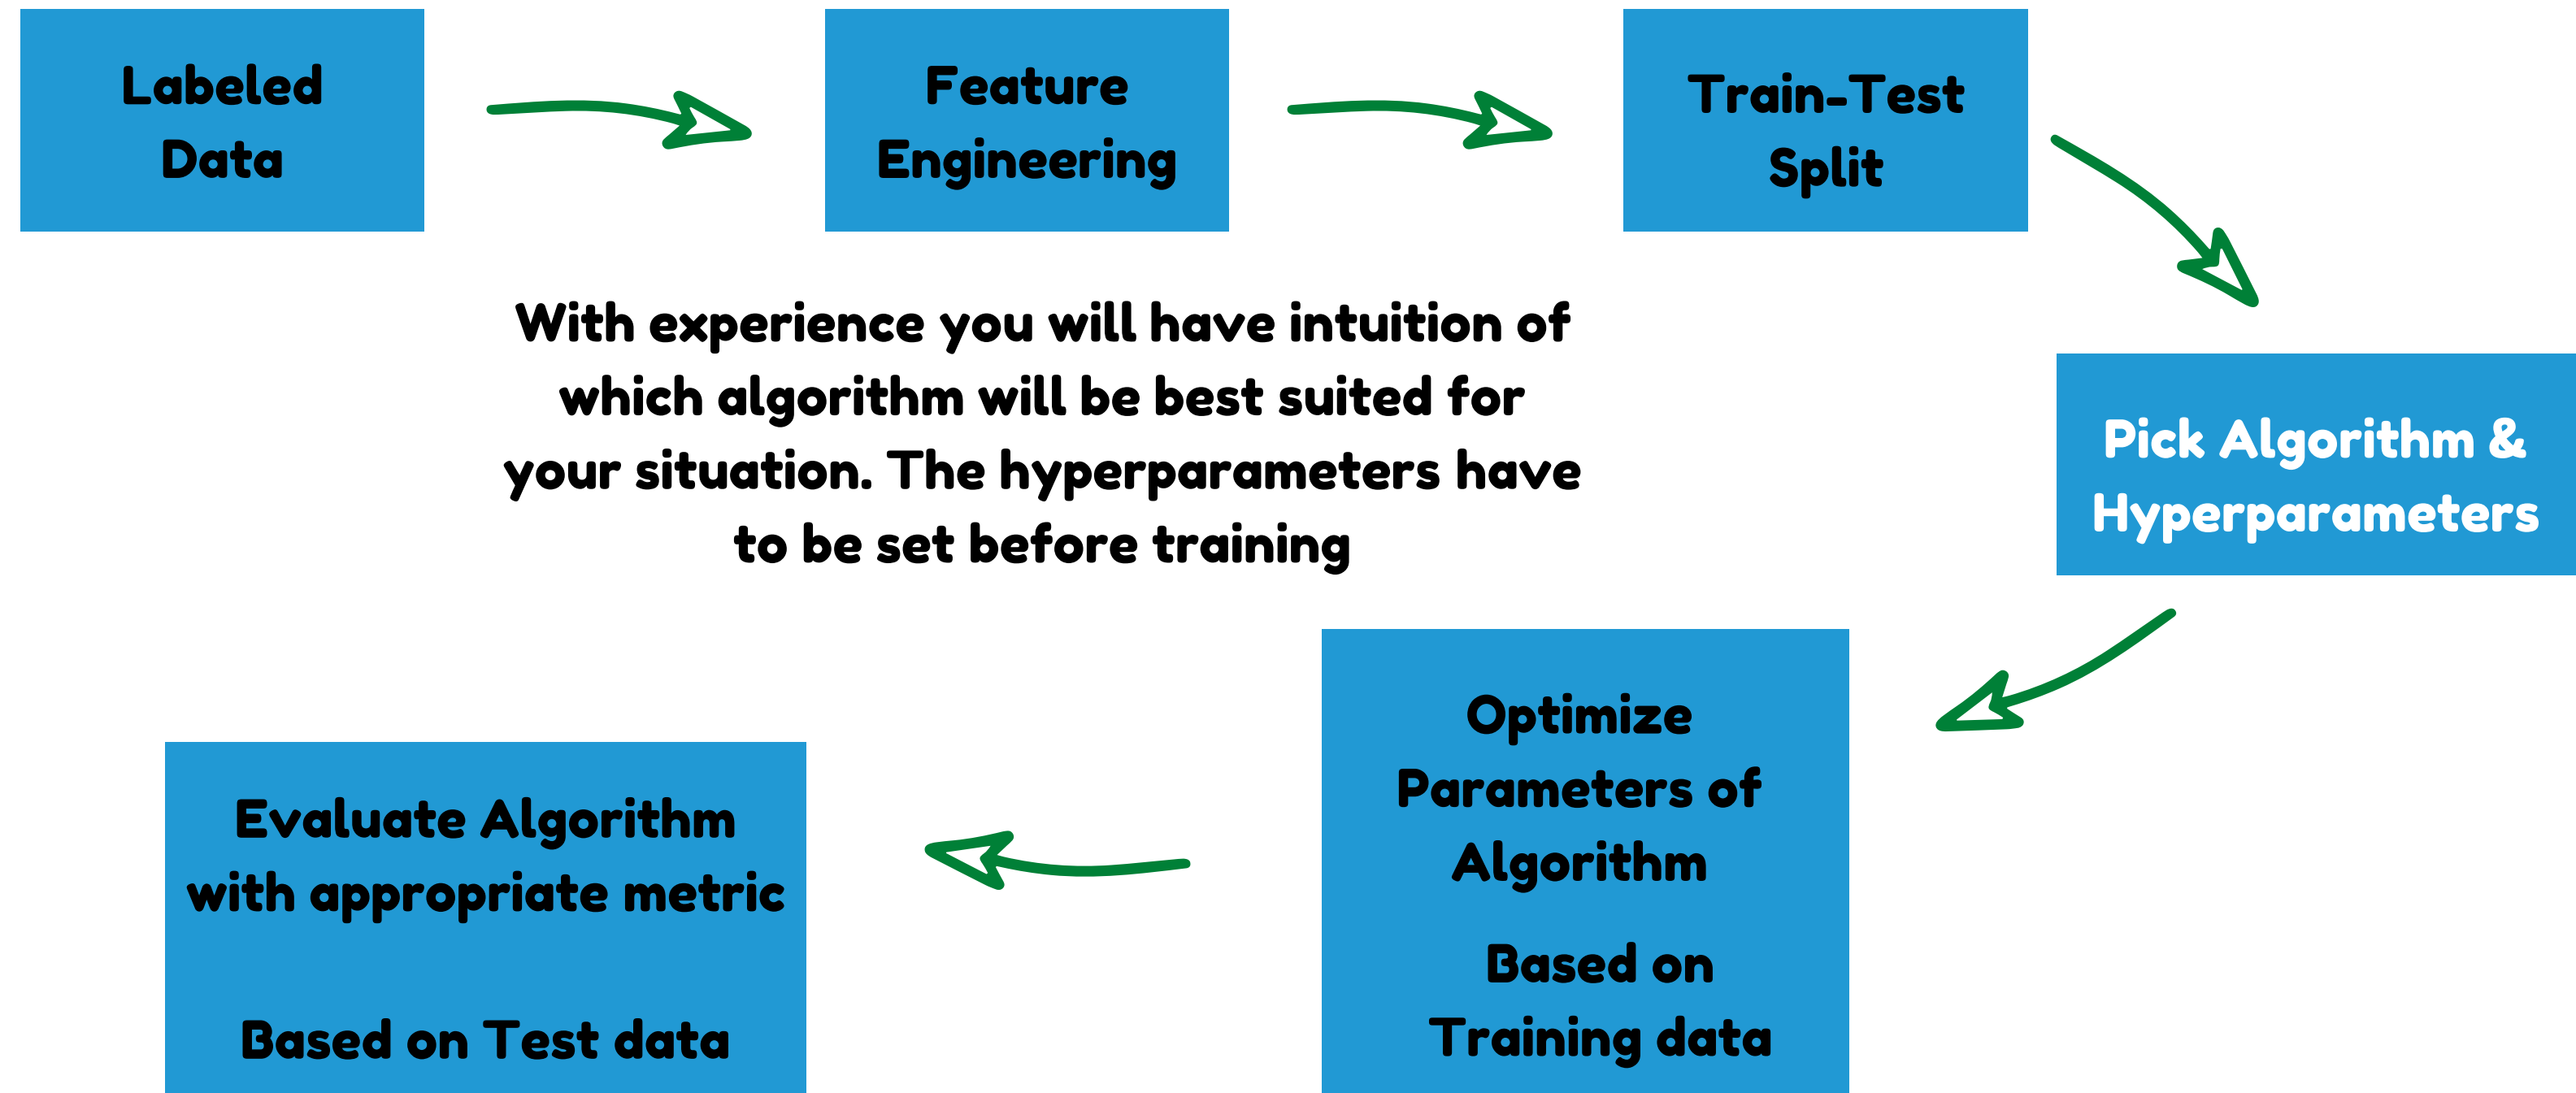 Labeled
Data
Feature
Engineering
Train-Test
Split
With experience you will have intuition of
which algorithm will be best suited for
your situation. The hyperparameters have
to be set before training
Pick Algorithm &
Hyperparameters
Optimize
Parameters of
Algorithm
Based on
Training data
Evaluate Algorithm
with appropriate metric
Based on Test data